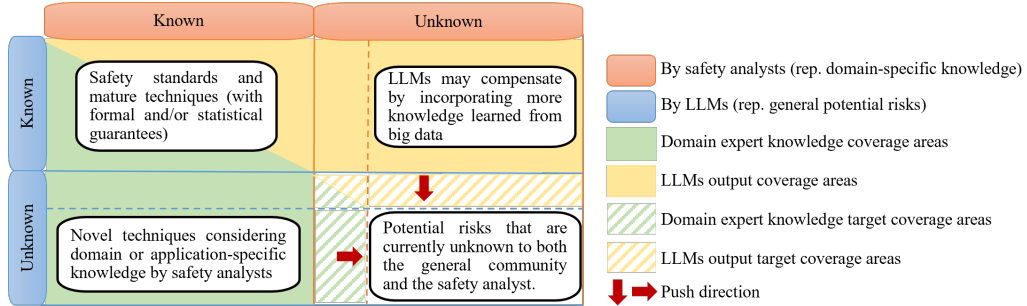 Known
Unknown
Known
Safety standards and
mature techniques (with
formal and/or statistical
guarantees)
LLMs may compensate
by incorporating more
knowledge learned from
big data
Unknown
Novel techniques considering
domain or application-specific
knowledge by safety analysts
Potential risks that are
currently unknown to both
the general community
and the safety analyst.
By safety analysts (rep. domain-specific knowledge)
By LLMs (rep. general potential risks)
Domain expert knowledge coverage areas
LLMs output coverage areas
Domain expert knowledge target coverage areas
LLMs output target coverage areas
Push direction